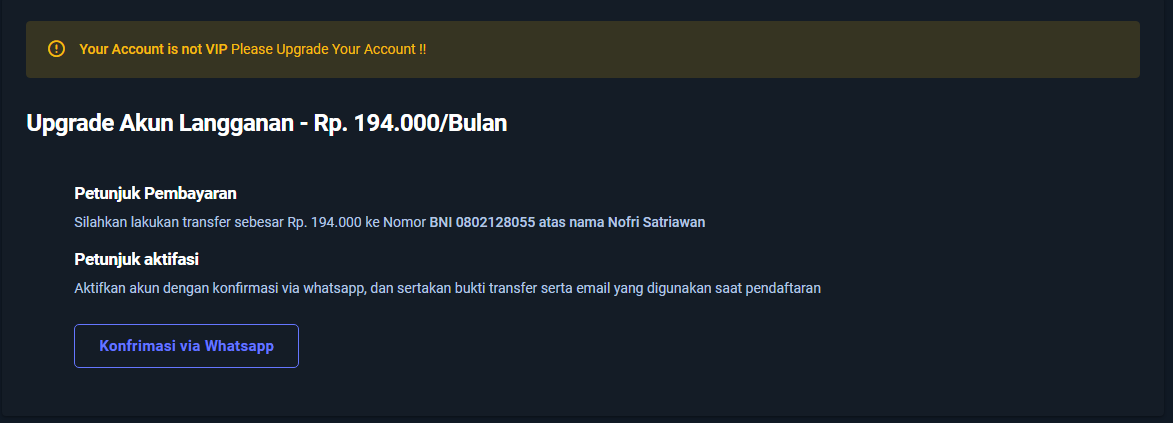 Your Account is not VIP Please Upgrade Your Account !!
Upgrade Akun Langganan - Rp. 194.000/Bulan
Petunjuk Pembayaran
Silahkan lakukan transfer sebesar Rp. 194.000 ke Nomor BNI 0802128055 atas nama Nofri Satriawan
Petunjuk aktifasi
Aktifkan akun dengan konfirmasi via whatsapp, dan sertakan bukti transfer serta email yang digunakan saat pendaftaran
Konfrimasi via Whatsapp